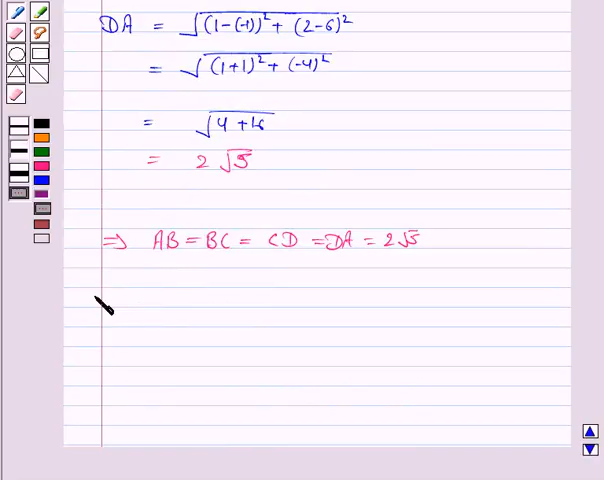 DA = √(1-(-1))² + (2-6)²
= √(1+1)² + (-4)²
= √4+16
= 2√5
⇒ AB = BC = CD = DA = 2√5